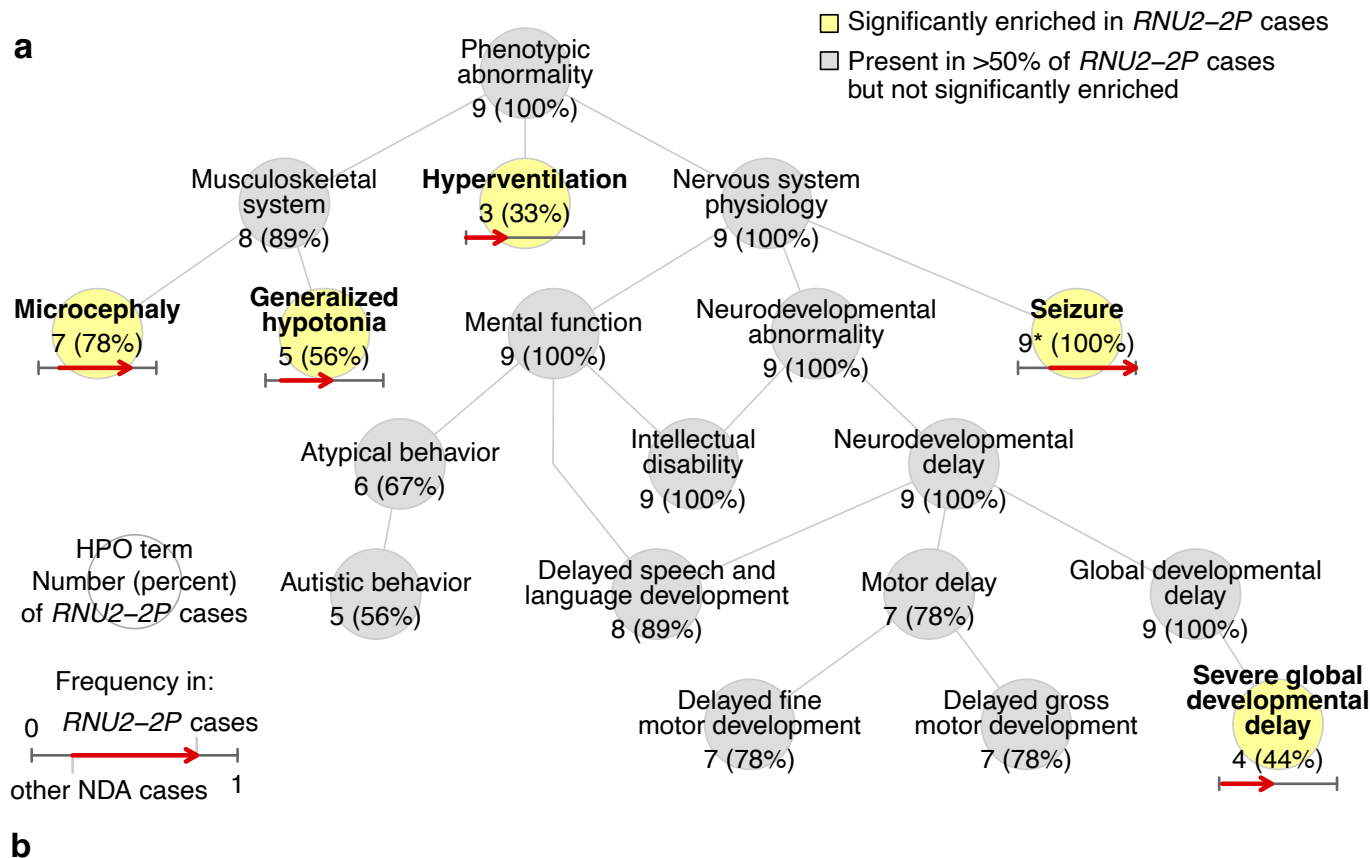 a
Significantly enriched in RNU2−2P cases
Present in >50% of RNU2−2P cases
but not significantly enriched
Phenotypic
abnormality
9 (100%)
Musculoskeletal
system
8 (89%)
Hyperventilation
3 (33%)
Nervous system
physiology
9 (100%)
Microcephaly
7 (78%)
Generalized
hypotonia
5 (56%)
Mental function
9 (100%)
Neurodevelopmental
abnormality
9 (100%)
Seizure
9* (100%)
Atypical behavior
6 (67%)
Intellectual
disability
9 (100%)
Neurodevelopmental
delay
9 (100%)
HPO term
Number (percent)
of RNU2−2P cases
Autistic behavior
5 (56%)
Delayed speech and
language development
8 (89%)
Motor delay
7 (78%)
Global developmental
delay
9 (100%)
Frequency in:
RNU2−2P cases
0
1
other NDA cases
Delayed fine
motor development
7 (78%)
Delayed gross
motor development
7 (78%)
Severe global
developmental
delay
4 (44%)
b